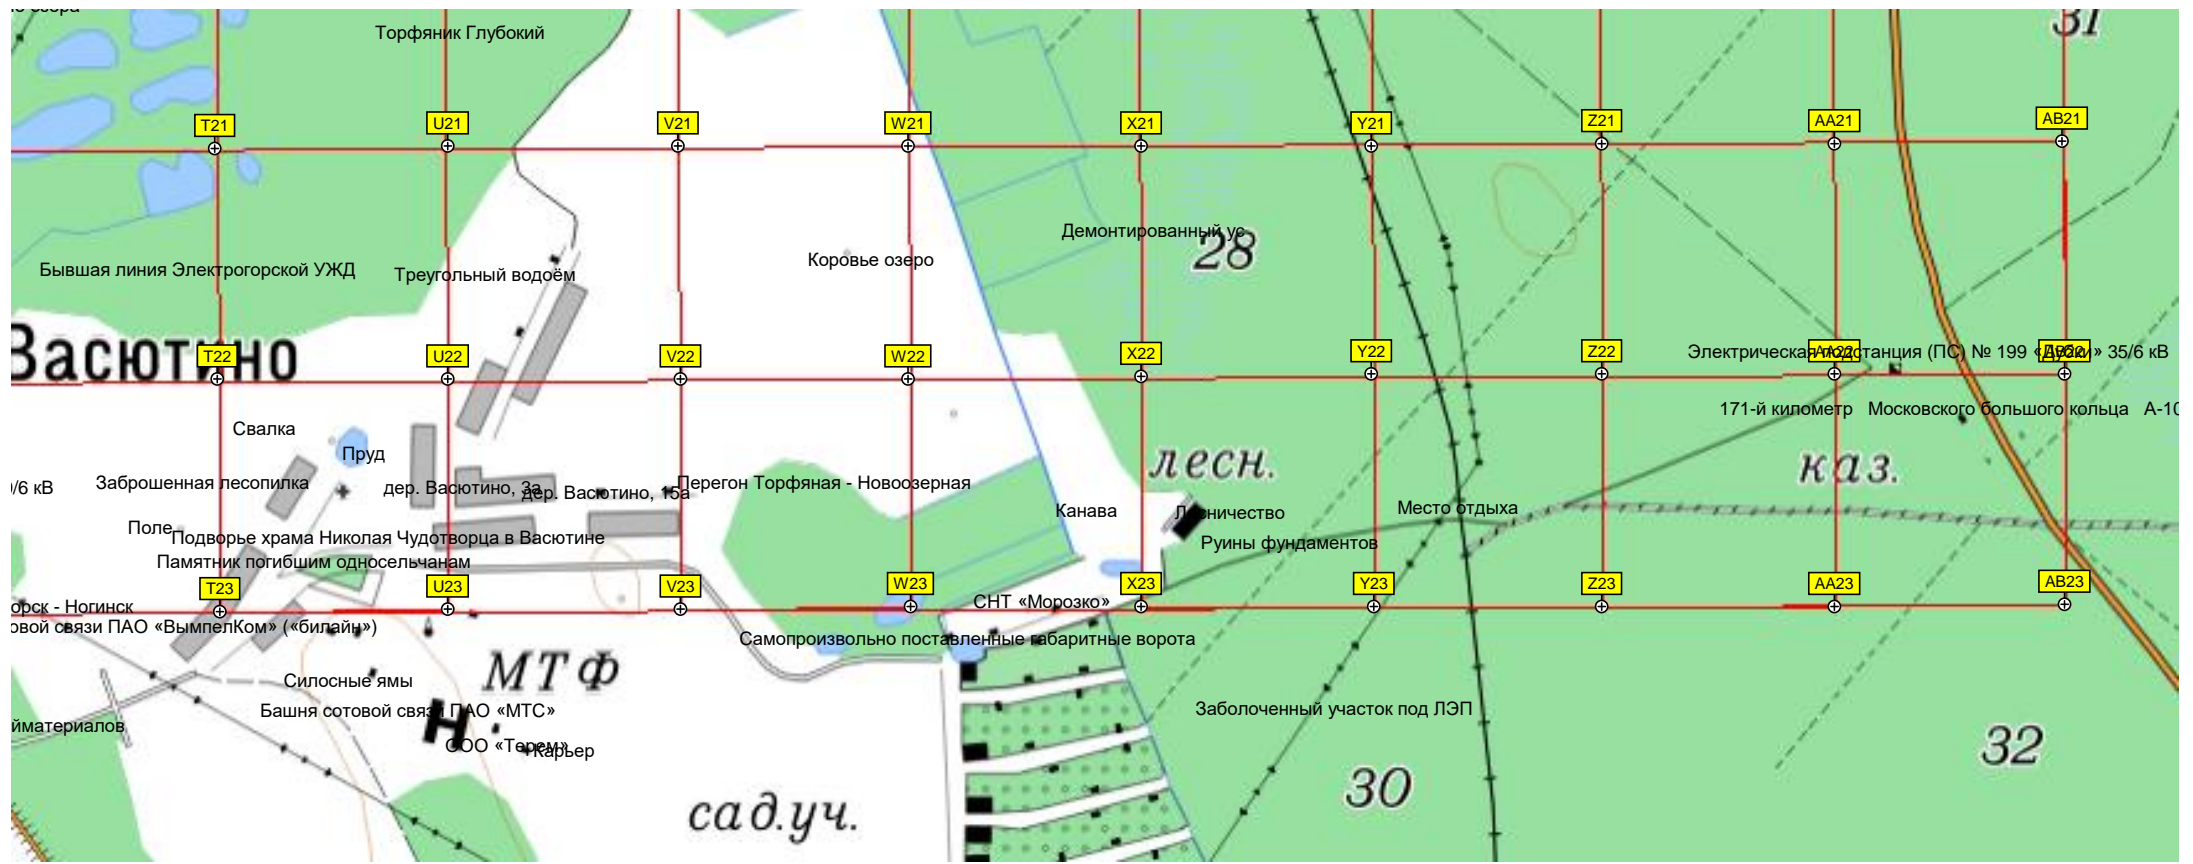 озера
31
Торфяник Глубокий
T21
U21
V21
W21
X21
Y21
Z21
AA21
AB21
Демонтированный ус
28
Коровье озеро
Бывшая линия Электрогорской УЖД
Треугольный водоём
Васютино
T22
U22
V22
W22
X22
Y22
Z22
AA22
AB22
Электрическая подстанция (ПС) № 199 «Дубки» 35/6 кВ
171-й километр Московского большого кольца А-10
Свалка
Пруд
лесн.
каз.
/6 кВ
Заброшенная лесопилка
дер. Васютино, 3а
дер. Васютино, 15а
Перегон Торфяная - Новоозерная
Канава
Лесничество
Место отдыха
Поле
Подворье храма Николая Чудотворца в Васютине
Руины фундаментов
Памятник погибшим односельчанам
T23
U23
V23
W23
X23
Y23
Z23
AA23
AB23
орск - Ногинск
СНТ «Морозко»
овой связи ПАО «ВымпелКом» («билайн»)
Самопроизвольно поставленные габаритные ворота
МТФ
Силосные ямы
Башня сотовой связи ПАО «МТС»
Заболоченный участок под ЛЭП
йматериалов
ООО «Терем»
Карьер
32
30
сад.уч.